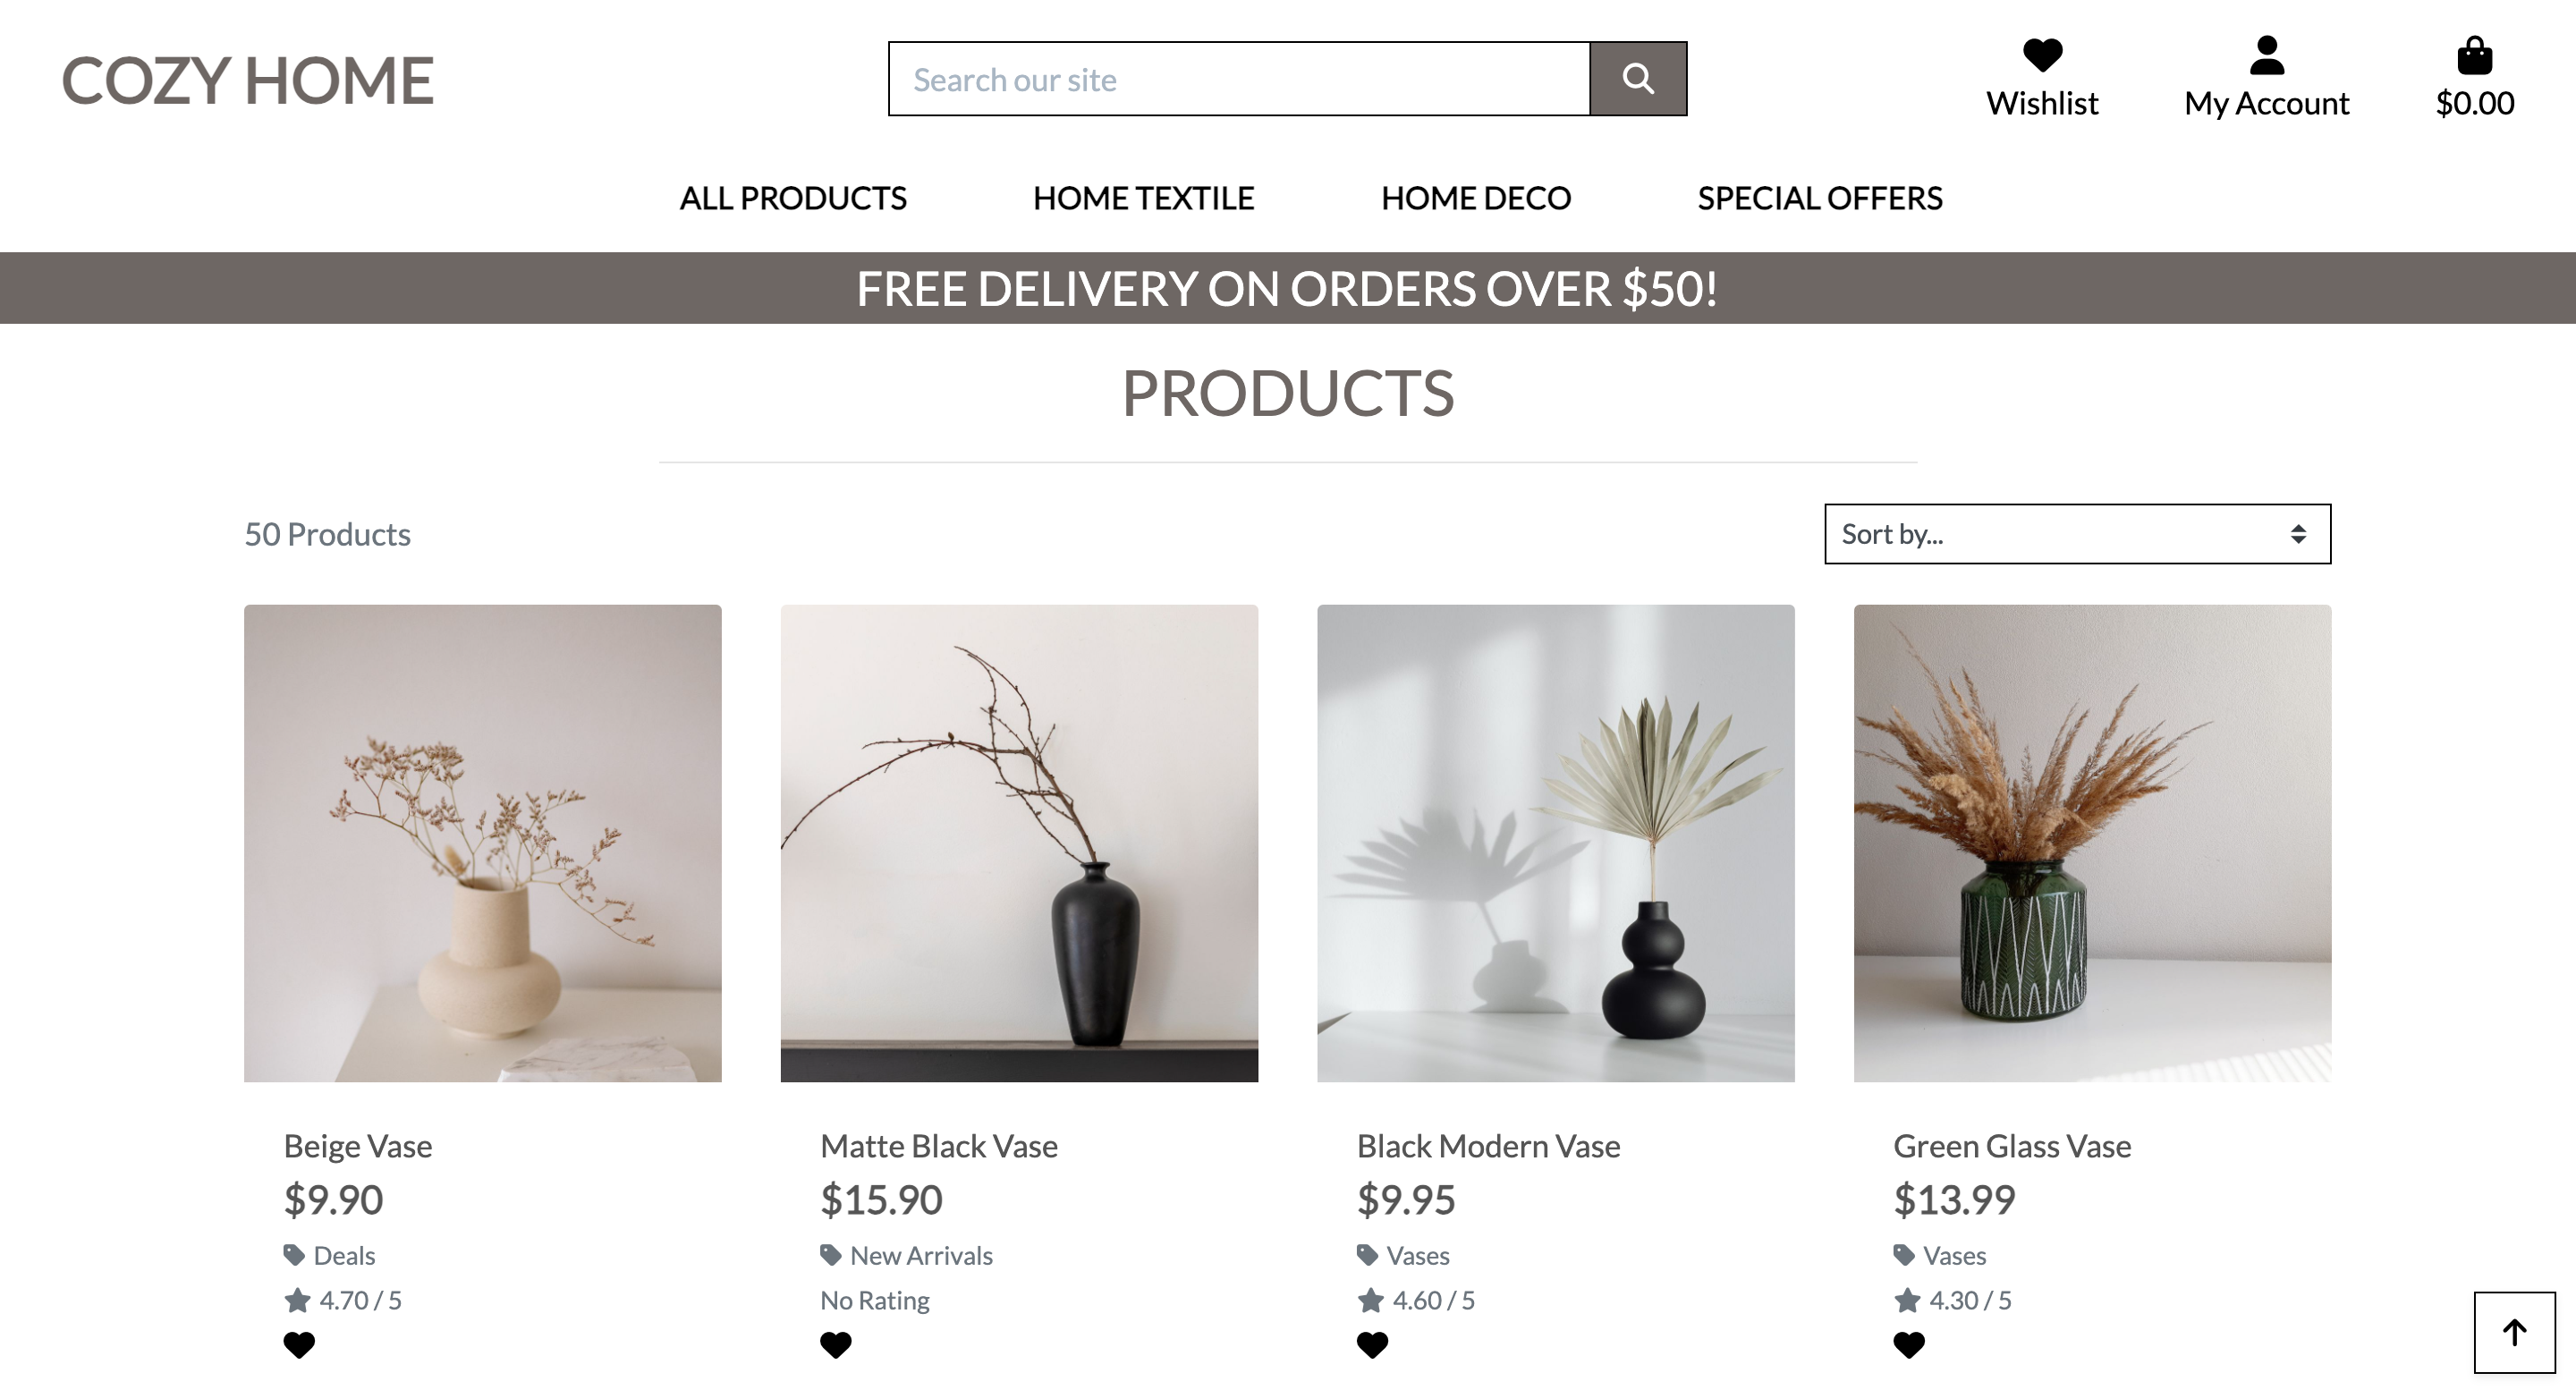 COZY HOME
Search our site
Wishlist
My Account
$0.00
ALL PRODUCTS
HOME TEXTILE
HOME DECO
SPECIAL OFFERS
FREE DELIVERY ON ORDERS OVER $50!
PRODUCTS
50 Products
Sort by...
Beige Vase
$9.90
Deals
4.70 / 5
Matte Black Vase
$15.90
New Arrivals
No Rating
Black Modern Vase
$9.95
Vases
4.60 / 5
Green Glass Vase
$13.99
Vases
4.30 / 5